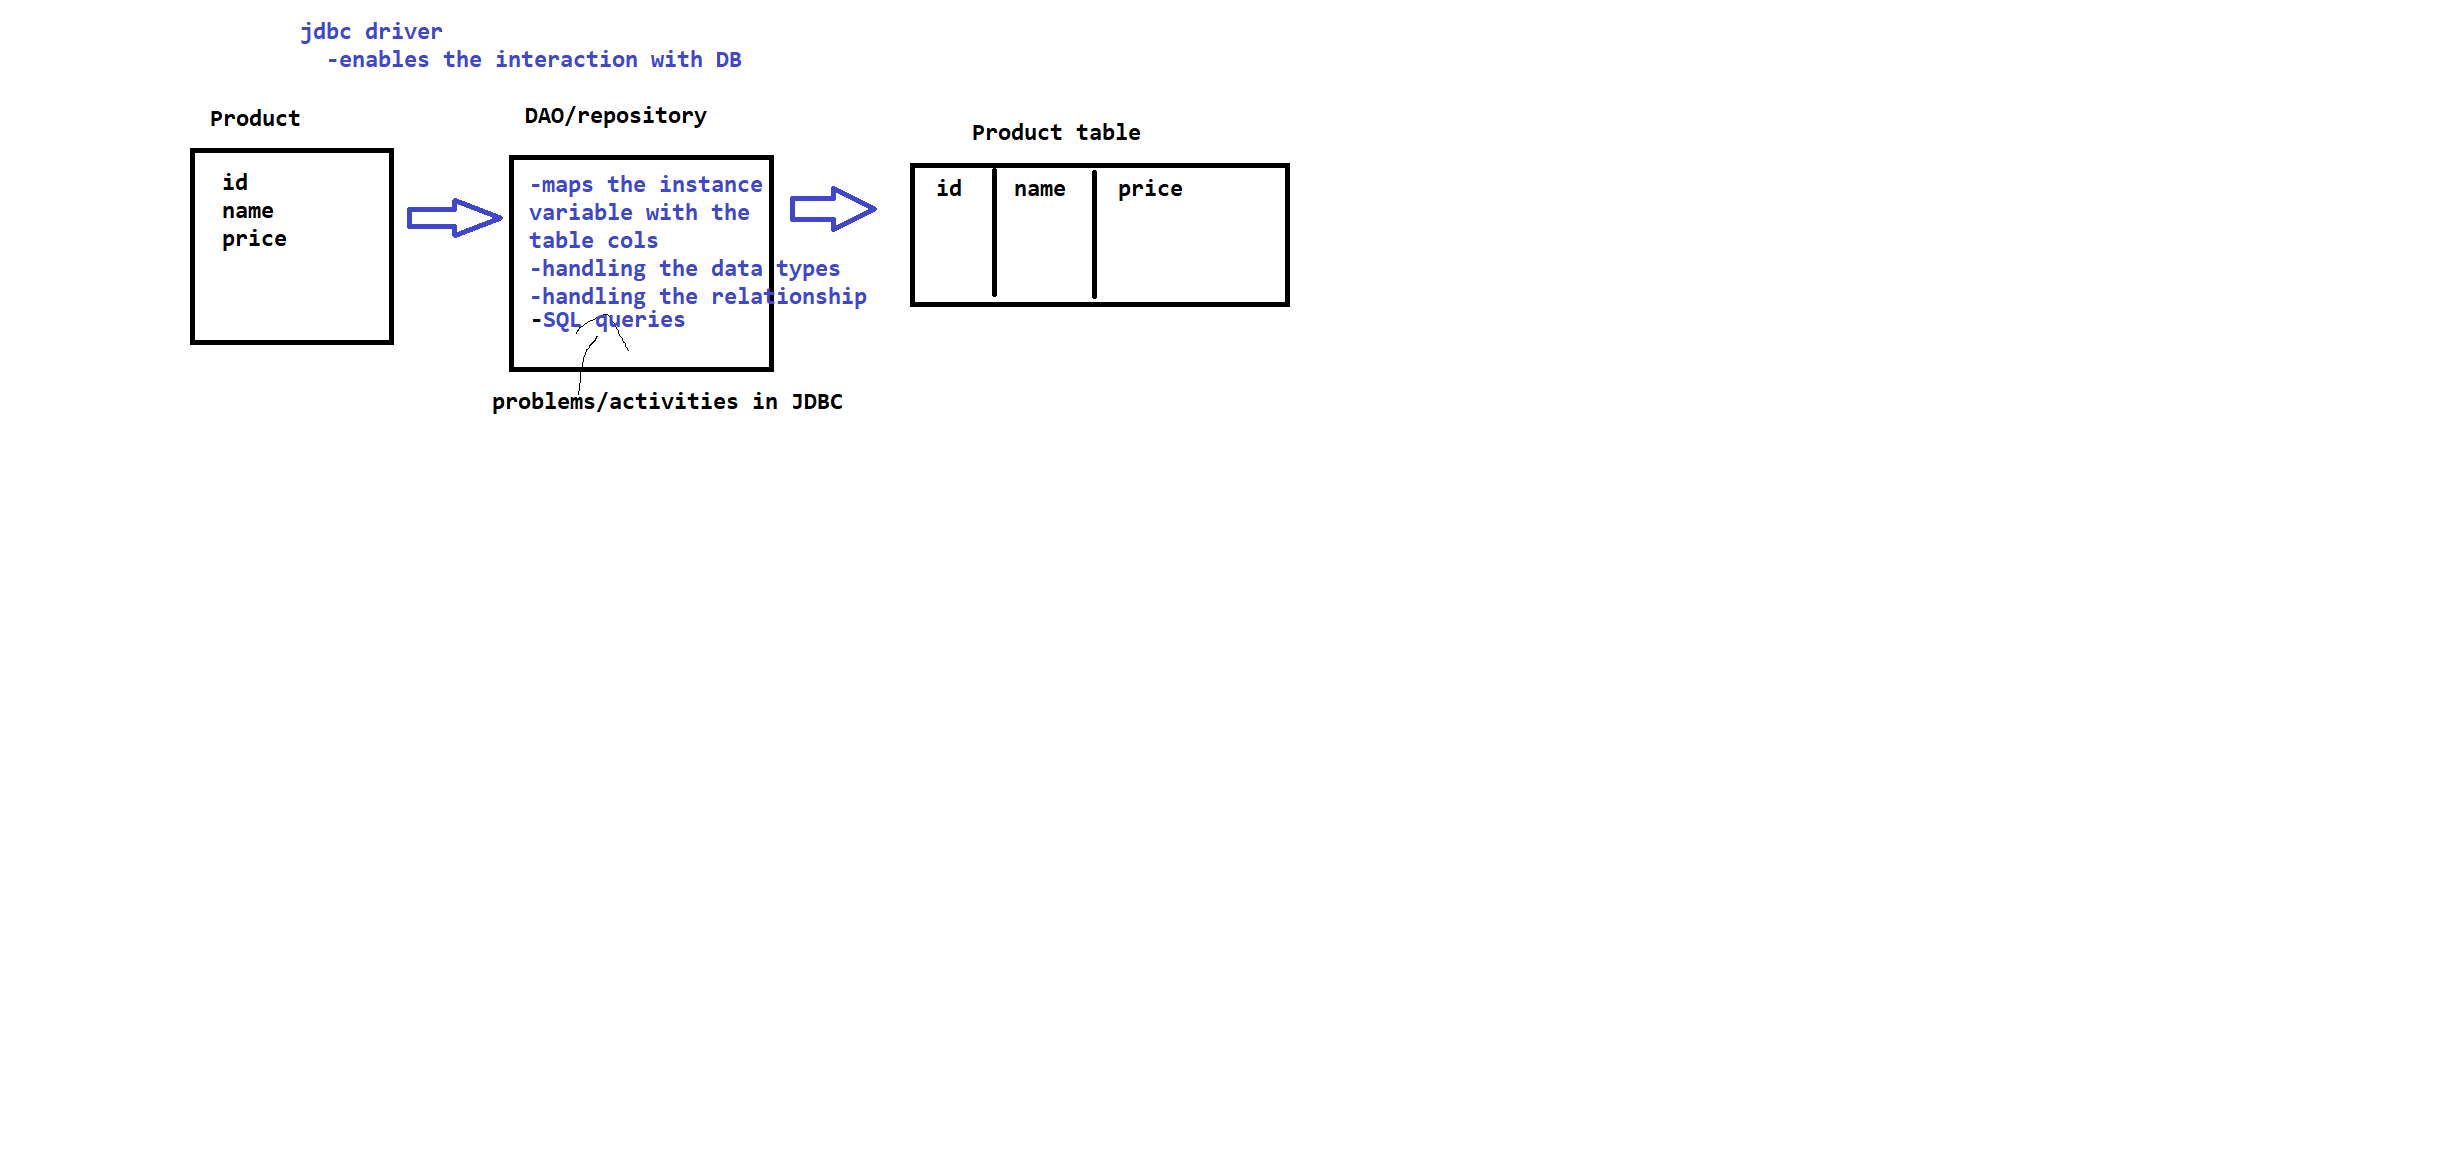 jdbc driver
-enables the interaction with DB
Product
id
name
price
DAO/repository
-maps the instance
variable with the
table cols
-handling the data types
-handling the relationship
-SQL queries
problems/activities in JDBC
Product table
id name price